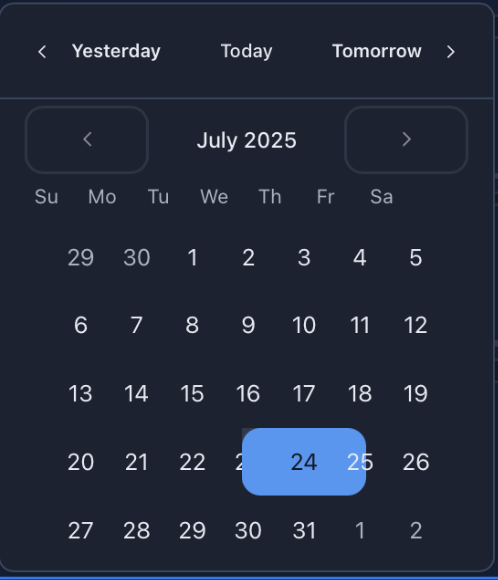 Yesterday Today Tomorrow
July 2025
Su Mo Tu We Th Fr Sa
29 30 1 2 3 4 5
6 7 8 9 10 11 12
13 14 15 16 17 18 19
20 21 22 2 24 25 26
27 28 29 30 31 1 2